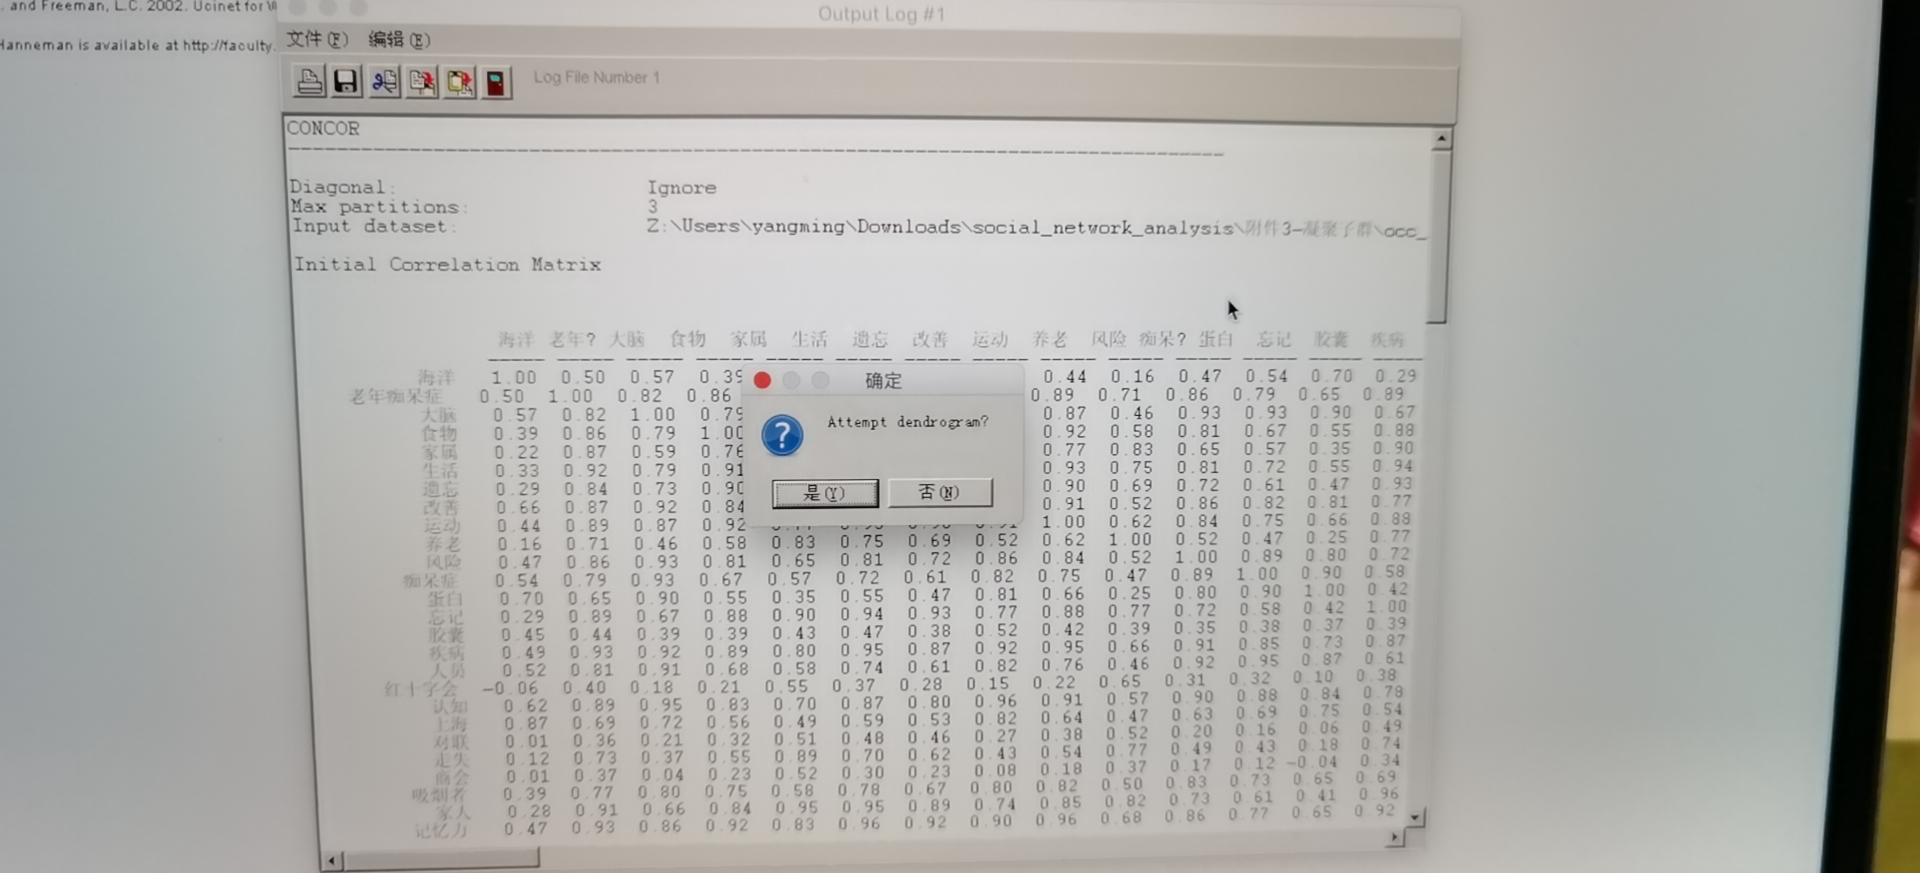 . and Freeman, L.C. 2002. Ucinet for W
Hanneman is available at http://faculty.
Output Log #1
文件(F) 编辑(E)
Log File Number 1
CONCOR
Diagonal: Ignore
Max partitions: 3
Input dataset: Z:\Users\yangming\Downloads\social_network_analysis\附件3-凝聚子群\occ_
Initial Correlation Matrix
海洋 老年? 大脑 食物 家属 生活 遗忘 改善 运动 养老 风险 痴呆? 蛋白 忘记 胶囊 疾病
海洋 1.00 0.50 0.57 0.39 0.44 0.16 0.47 0.54 0.70 0.29
老年痴呆症 0.50 1.00 0.82 0.86 0.89 0.71 0.86 0.79 0.65 0.89
大脑 0.57 0.82 1.00 0.79 0.87 0.46 0.93 0.93 0.90 0.67
食物 0.39 0.86 0.79 1.00 0.92 0.58 0.81 0.67 0.55 0.88
家属 0.22 0.87 0.59 0.76 0.77 0.83 0.65 0.57 0.35 0.90
生活 0.33 0.92 0.79 0.91 0.93 0.75 0.81 0.72 0.55 0.94
遗忘 0.29 0.84 0.73 0.90 0.90 0.69 0.72 0.61 0.47 0.93
改善 0.66 0.87 0.92 0.84 0.91 0.52 0.86 0.82 0.81 0.77
运动 0.44 0.89 0.87 0.92 1.00 0.62 0.84 0.75 0.66 0.88
养老 0.16 0.71 0.46 0.58 0.83 0.75 0.69 0.52 0.62 1.00 0.52 0.47 0.25 0.77
风险 0.47 0.86 0.93 0.81 0.65 0.81 0.72 0.86 0.84 0.52 1.00 0.89 0.80 0.72
痴呆症 0.54 0.79 0.93 0.67 0.57 0.72 0.61 0.82 0.75 0.47 0.89 1.00 0.90 0.58
蛋白 0.70 0.65 0.90 0.55 0.35 0.55 0.47 0.81 0.66 0.25 0.80 0.90 1.00 0.42
忘记 0.29 0.89 0.67 0.88 0.90 0.94 0.93 0.77 0.88 0.77 0.72 0.58 0.42 1.00
胶囊 0.45 0.44 0.39 0.39 0.43 0.47 0.38 0.52 0.42 0.39 0.35 0.38 0.37 0.39
疾病 0.49 0.93 0.92 0.89 0.80 0.95 0.87 0.92 0.95 0.66 0.91 0.85 0.73 0.87
人员 0.52 0.81 0.91 0.68 0.58 0.74 0.61 0.82 0.76 0.46 0.92 0.95 0.87 0.61
红十字会 -0.06 0.40 0.18 0.21 0.55 0.37 0.28 0.15 0.22 0.65 0.31 0.32 0.10 0.38
认知 0.62 0.89 0.95 0.83 0.70 0.87 0.80 0.96 0.91 0.57 0.90 0.88 0.84 0.78
上海 0.87 0.69 0.72 0.56 0.49 0.59 0.53 0.82 0.64 0.47 0.63 0.69 0.75 0.54
对联 0.01 0.36 0.21 0.32 0.51 0.48 0.46 0.27 0.38 0.52 0.20 0.16 0.06 0.49
走失 0.12 0.73 0.37 0.55 0.89 0.70 0.62 0.43 0.54 0.77 0.49 0.43 0.18 0.74
商会 0.01 0.37 0.04 0.23 0.52 0.30 0.23 0.08 0.18 0.37 0.17 0.12 -0.04 0.34
吸烟者 0.39 0.77 0.80 0.75 0.58 0.78 0.67 0.80 0.82 0.50 0.83 0.73 0.65 0.69
家人 0.28 0.91 0.66 0.84 0.95 0.95 0.89 0.74 0.85 0.82 0.73 0.61 0.41 0.96
记忆力 0.47 0.93 0.86 0.92 0.83 0.96 0.92 0.90 0.96 0.68 0.86 0.77 0.65 0.92
确定
Attempt dendrogram?
是(Y) 否(N)